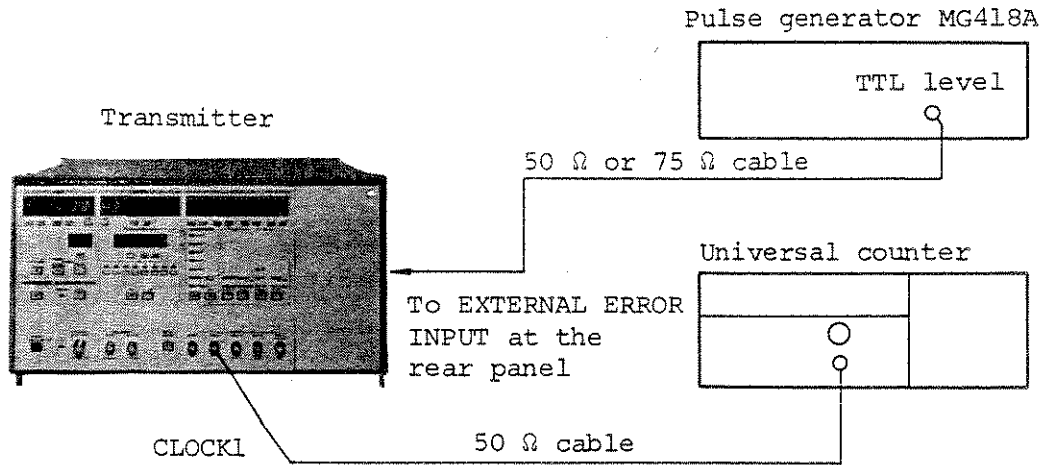 Pulse generator MG418A
TTL level
Transmitter
50 Ω or 75 Ω cable
Universal counter
To EXTERNAL ERROR
INPUT at the
rear panel
CLOCK1
50 Ω cable